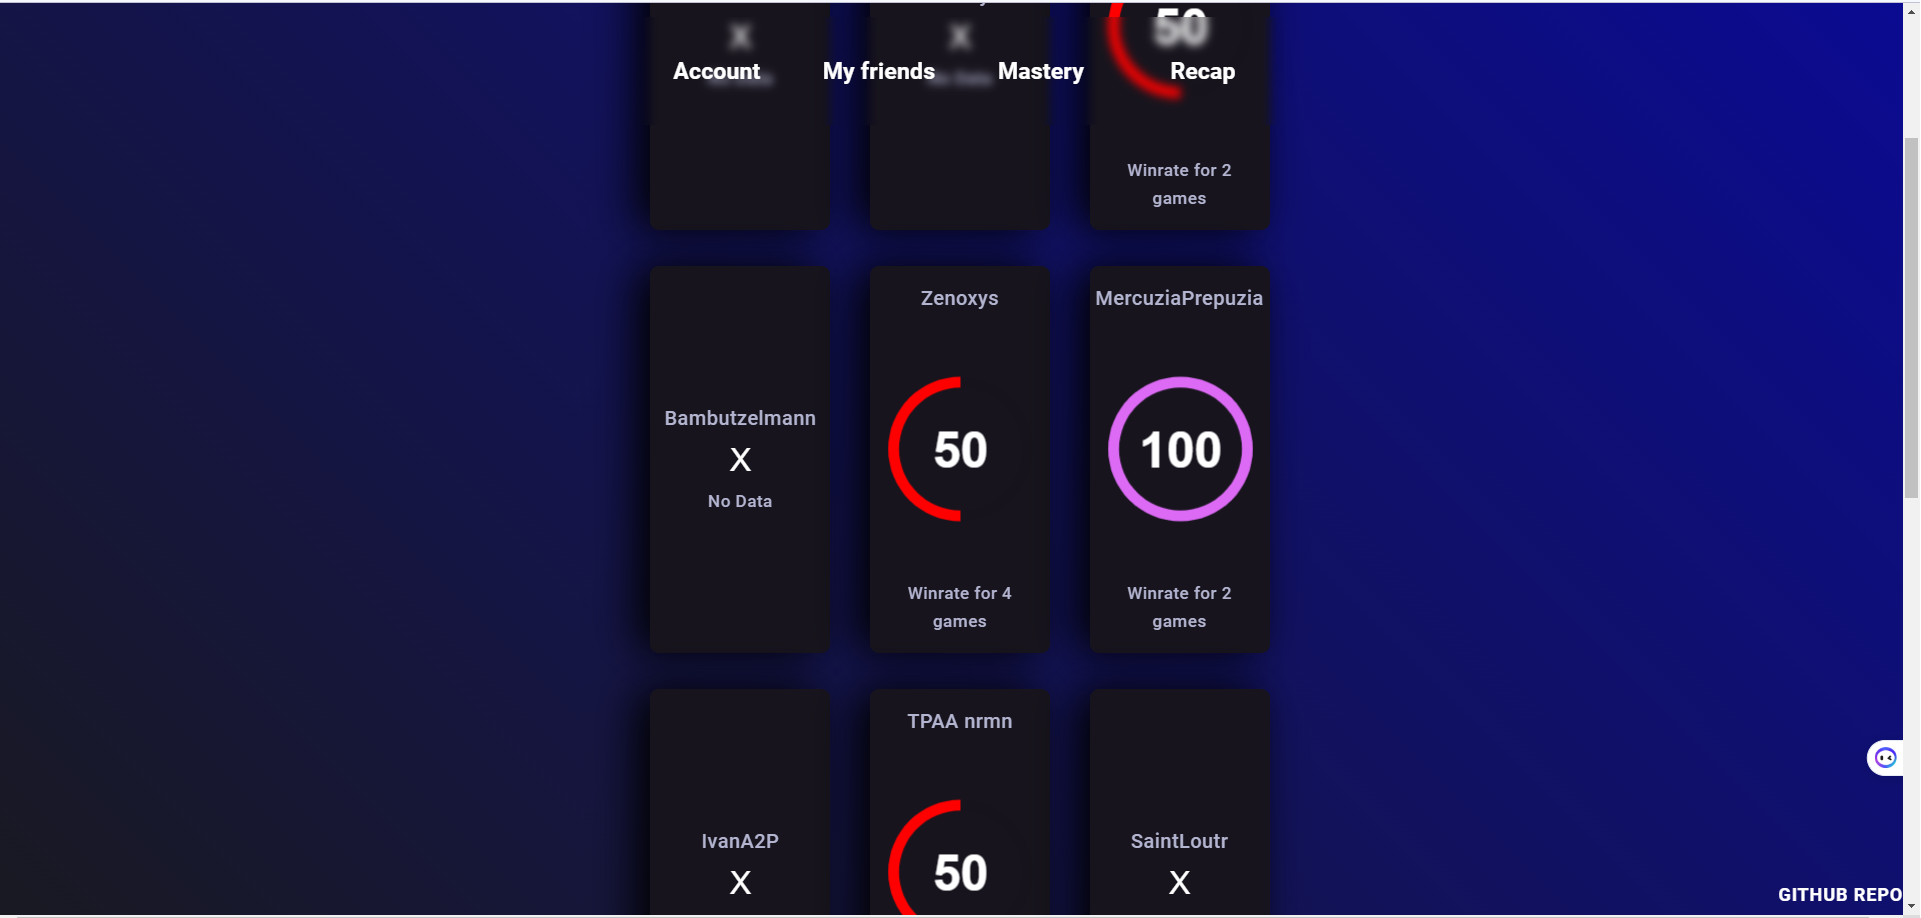 X
X
50
Account
My friends
Mastery
Recap
Winrate for 2
games
Bambutzelmann
X
No Data
Zenoxys
50
Winrate for 4
games
MercuziaPrepuzia
100
Winrate for 2
games
IvanA2P
X
TPAA nrmn
50
SaintLoutr
X
GITHUB REPO